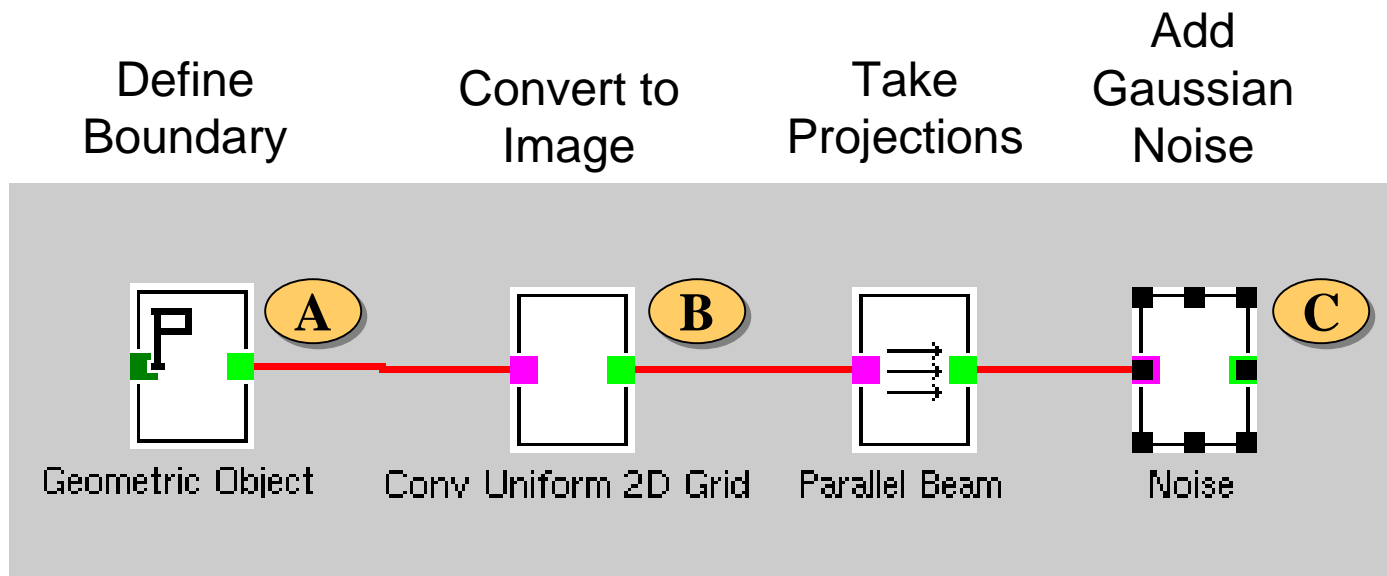 Define
Boundary
Convert to
Image
Take
Projections
Add
Gaussian
Noise
A
B
C
Geometric Object
Conv Uniform 2D Grid
Parallel Beam
Noise